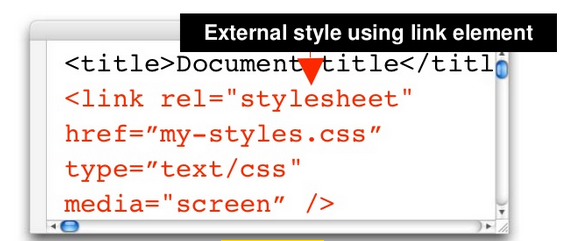 External style using link element
<title>Document title</titl
<link rel="stylesheet"
href=”my-styles.css”
type=”text/css"
media="screen” />